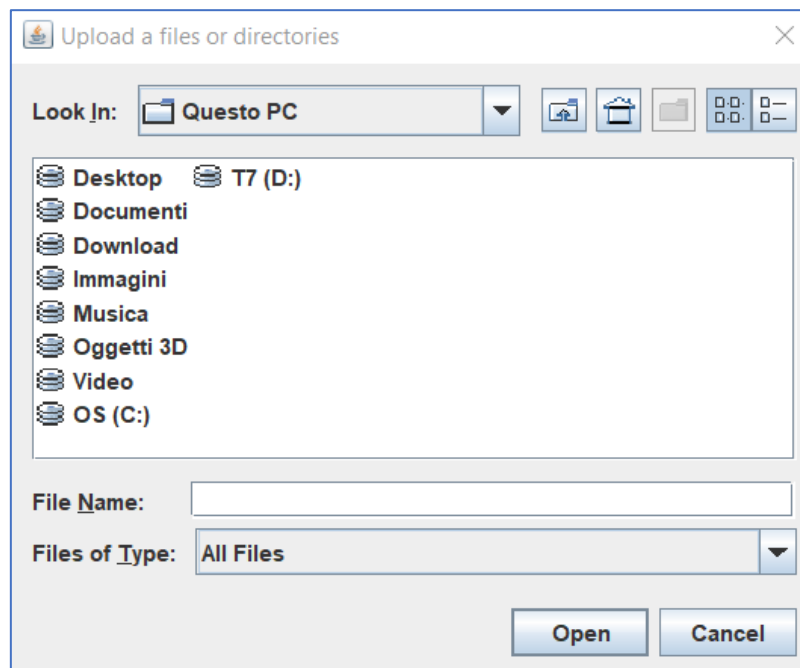 Upload a files or directories
Look In: Questo PC
Desktop T7 (D:)
Documenti
Download
Immagini
Musica
Oggetti 3D
Video
OS (C:)
File Name:
Files of Type: All Files
Open Cancel